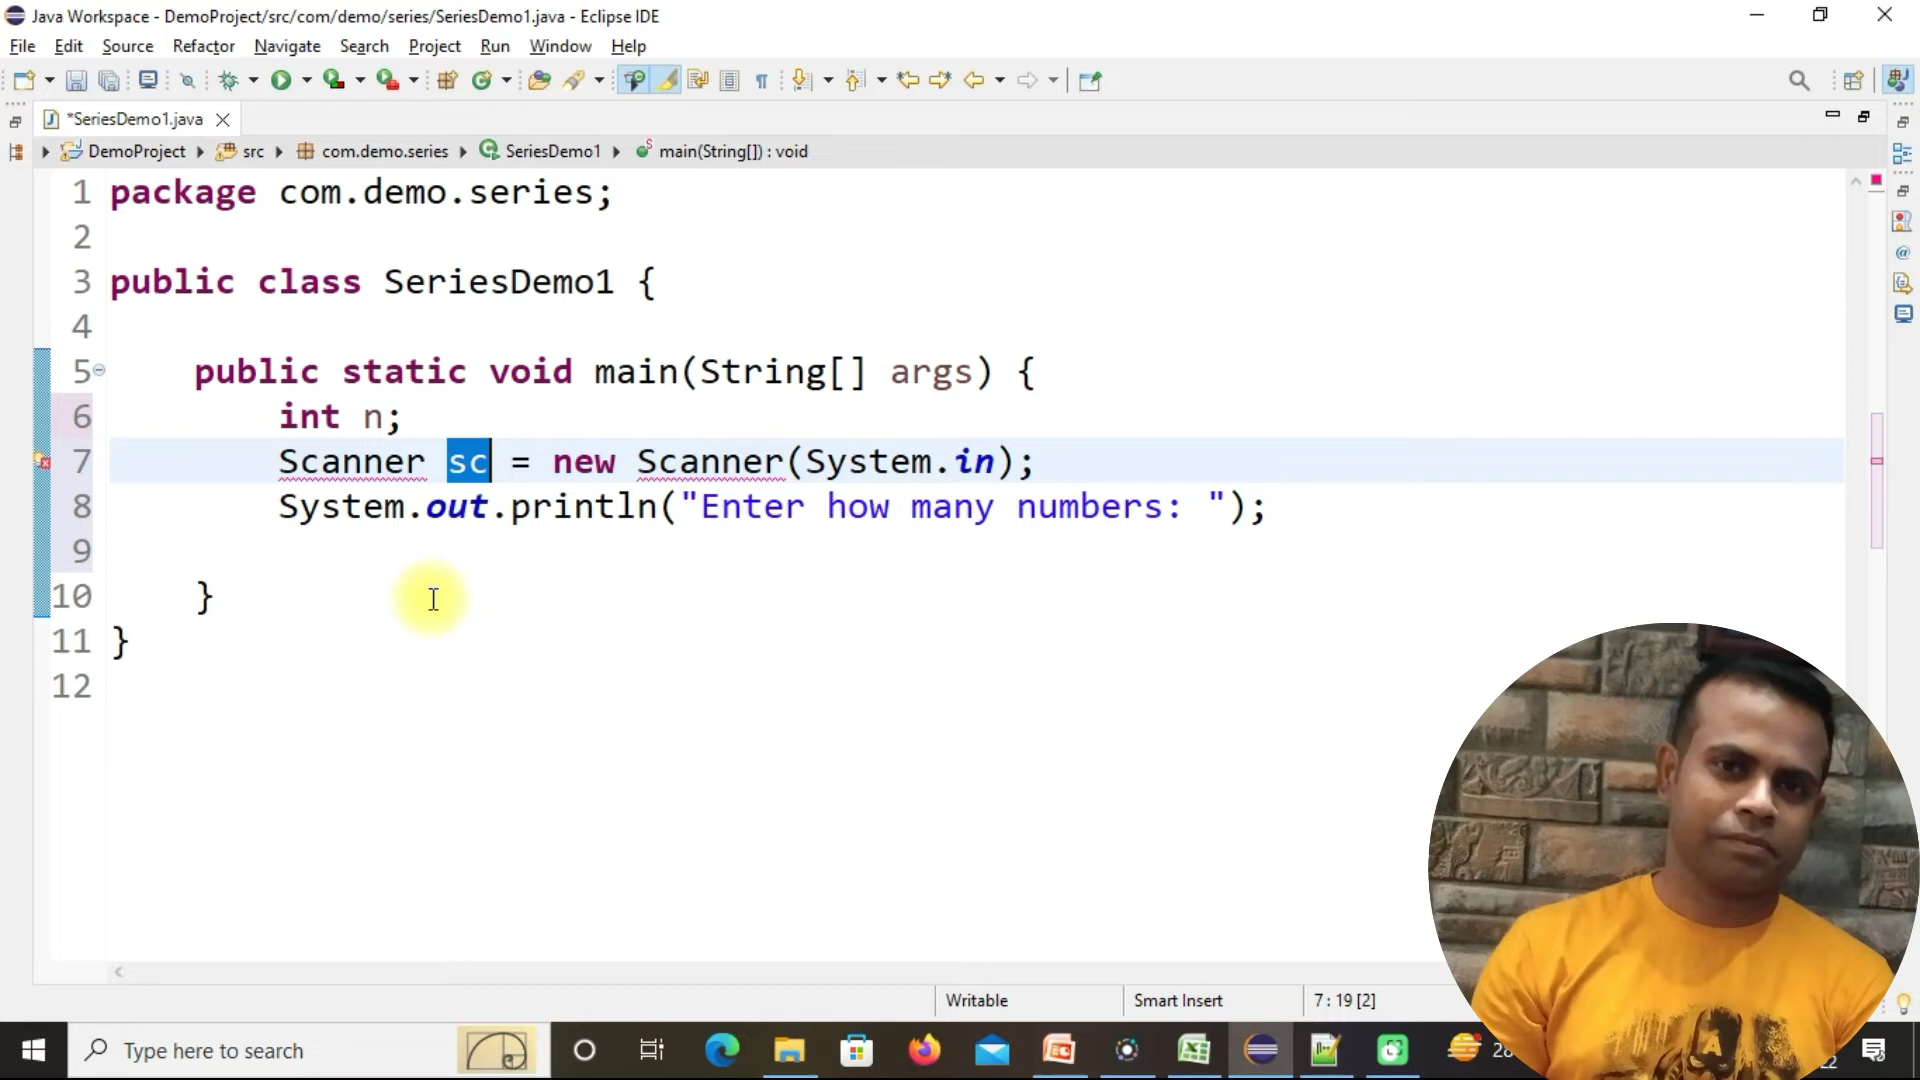 Java Workspace - DemoProject/src/com/demo/series/SeriesDemo1.java - Eclipse IDE
File Edit Source Refactor Navigate Search Project Run Window Help
*SeriesDemo1.java
DemoProject src com.demo.series SeriesDemo1 main(String[]) : void
1 package com.demo.series;
2
3 public class SeriesDemo1 {
4
5 public static void main(String[] args) {
6 int n;
7 Scanner sc = new Scanner(System.in);
8 System.out.println("Enter how many numbers: ");
9
10 }
11 }
12
Writable Smart Insert 7 : 19 [2]
Type here to search